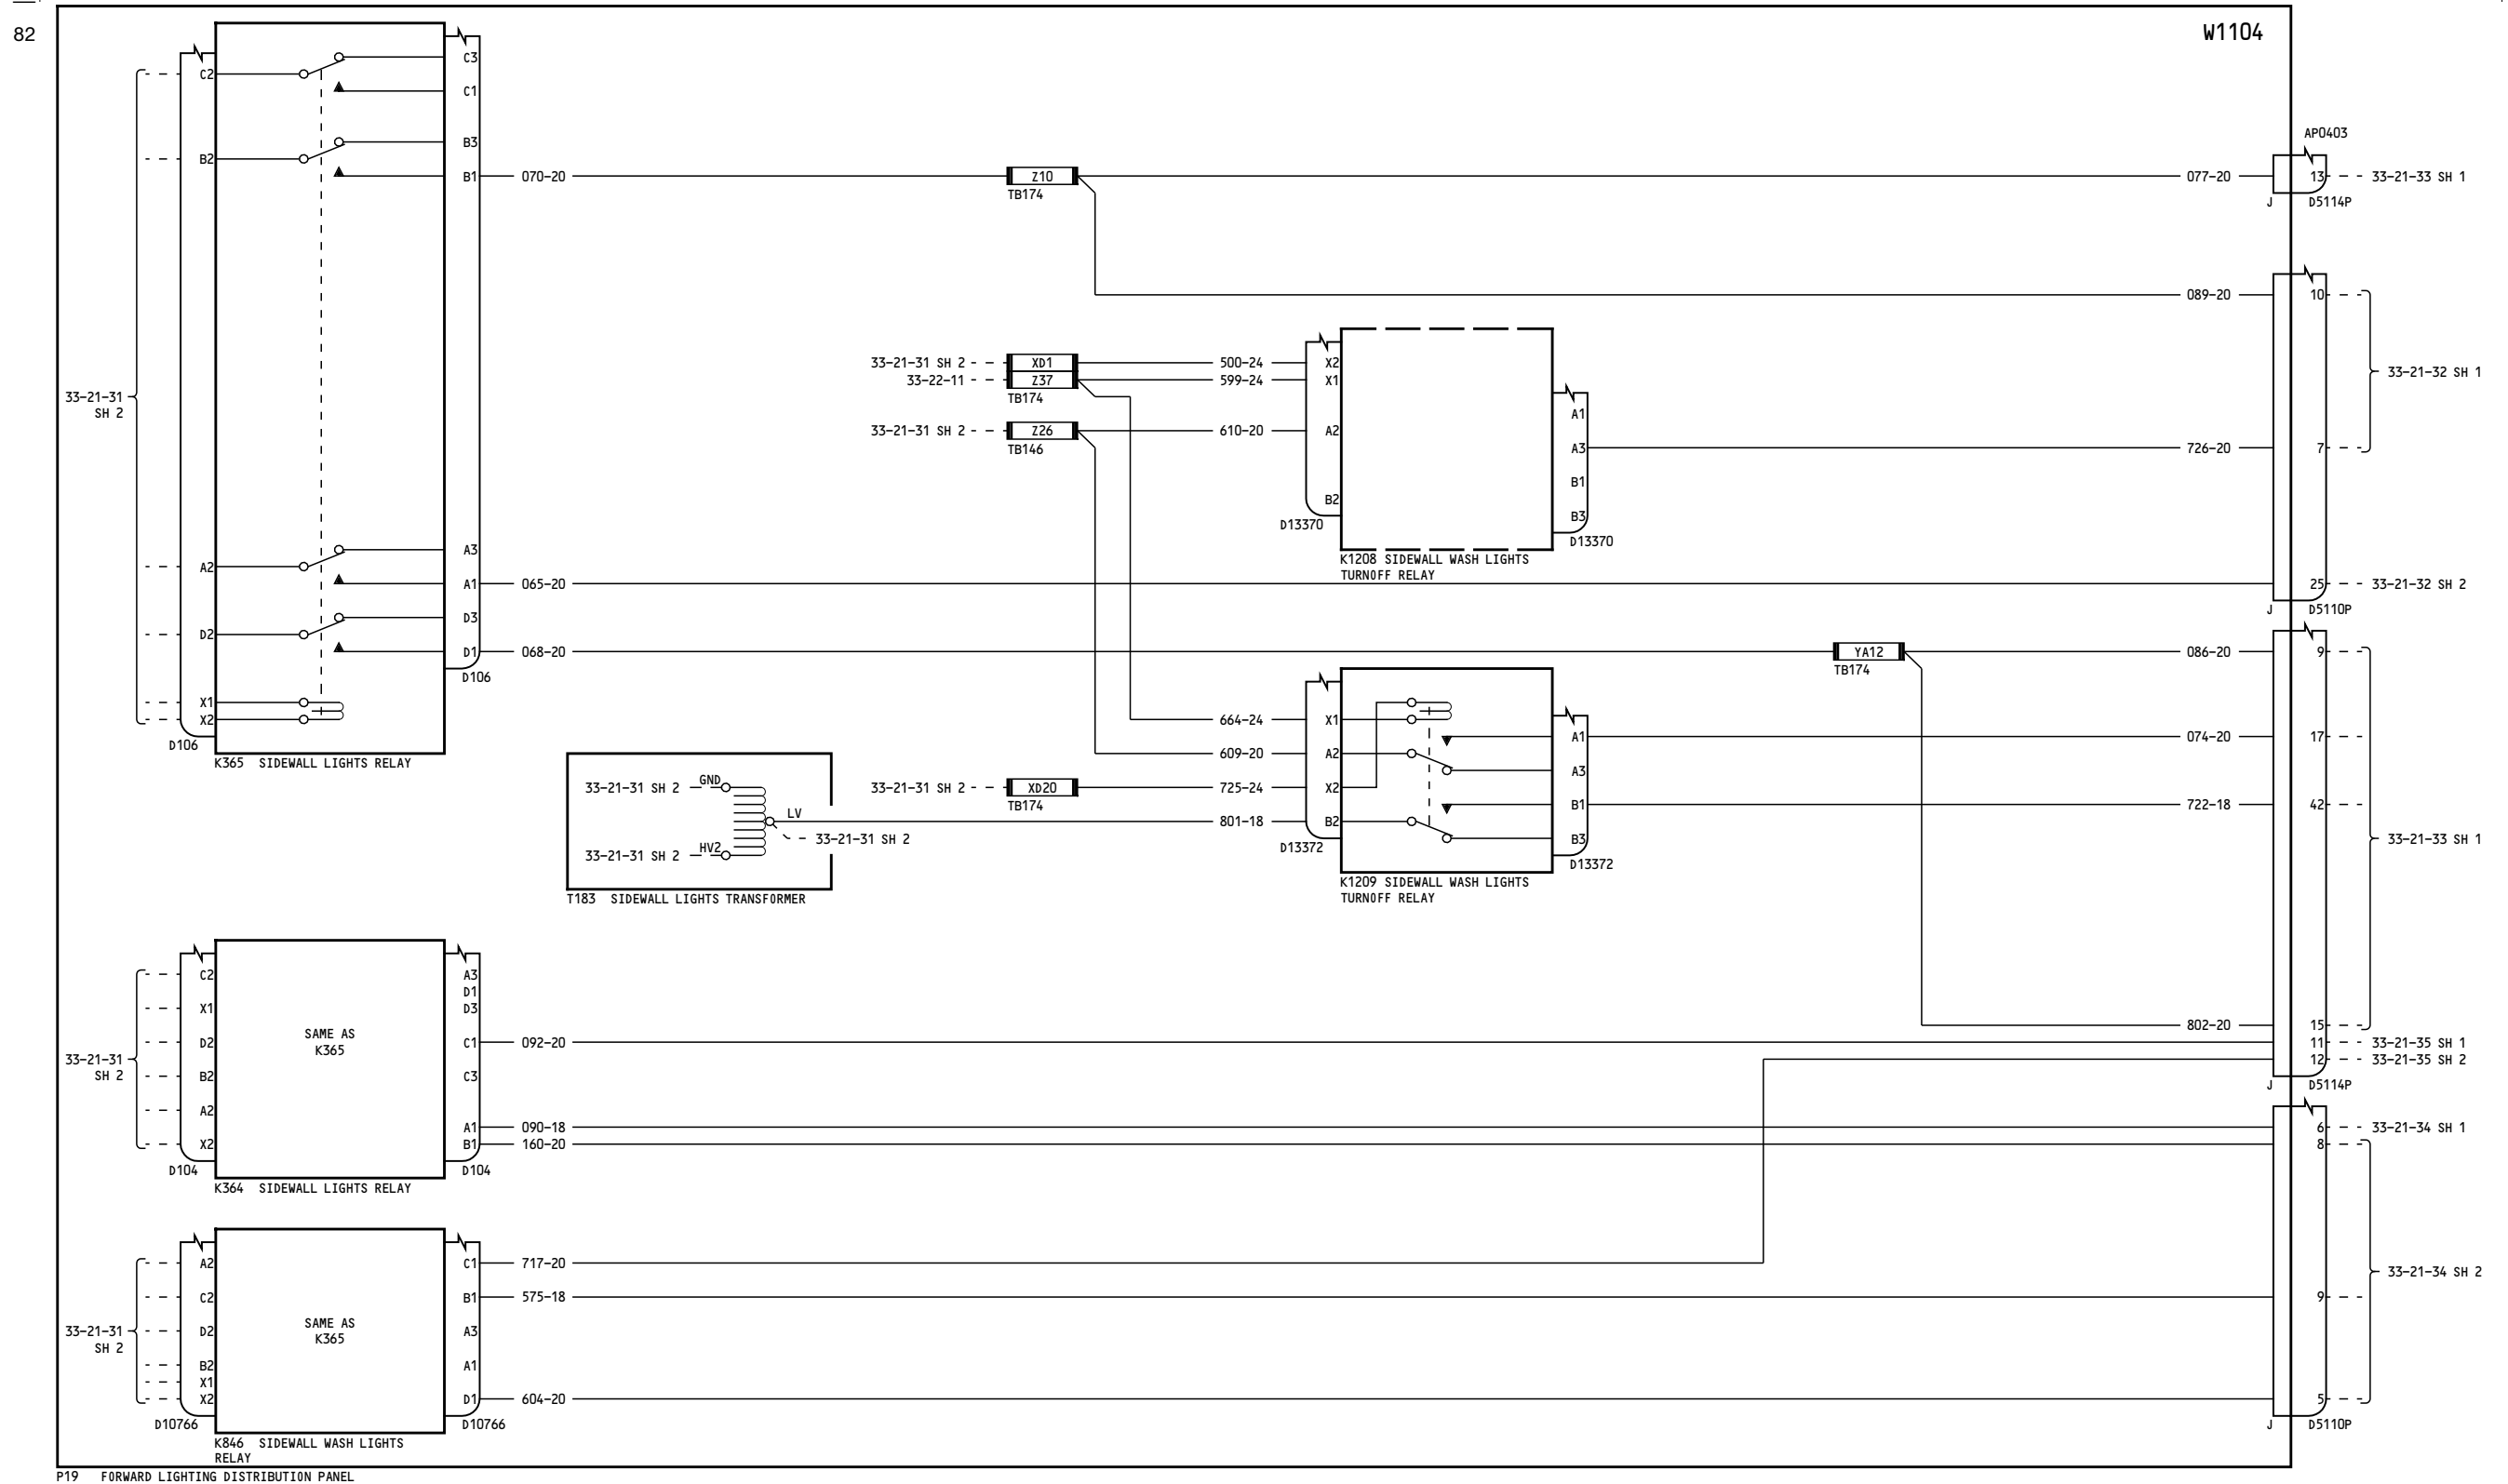 82
W1104
C2
C3
C1
B2
B3
B1
070-20
Z10
TB174
077-20
AP0403
13
33-21-33 SH 1
J
D5114P
089-20
10
33-21-31 SH 2
XD1
500-24
X2
33-22-11
Z37
599-24
X1
TB174
33-21-32 SH 1
33-21-31
SH 2
33-21-31 SH 2
Z26
610-20
A2
TB146
A1
A3
726-20
7
B1
B2
B3
D13370
D13370
K1208 SIDEWALL WASH LIGHTS
TURNOFF RELAY
A2
A3
A1
065-20
25
33-21-32 SH 2
J
D5110P
D2
D3
D1
068-20
YA12
TB174
086-20
9
D106
X1
X2
D106
K365 SIDEWALL LIGHTS RELAY
664-24
X1
A1
074-20
17
609-20
A2
A3
33-21-31 SH 2
GND
33-21-31 SH 2
XD20
TB174
725-24
X2
B1
722-18
42
LV
801-18
B2
B3
33-21-31 SH 2
33-21-31 SH 2
HV2
D13372
D13372
33-21-33 SH 1
T183 SIDEWALL LIGHTS TRANSFORMER
K1209 SIDEWALL WASH LIGHTS
TURNOFF RELAY
C2
A3
D1
X1
D3
SAME AS
K365
802-20
15
D2
C1
092-20
11
33-21-35 SH 1
33-21-31
SH 2
12
33-21-35 SH 2
B2
C3
J
D5114P
A2
A1
090-18
6
33-21-34 SH 1
X2
B1
160-20
8
D104
D104
K364 SIDEWALL LIGHTS RELAY
A2
C1
717-20
33-21-34 SH 2
C2
B1
575-18
9
SAME AS
K365
33-21-31
SH 2
D2
A3
B2
A1
X1
X2
D1
604-20
5
D10766
D10766
J
D5110P
K846 SIDEWALL WASH LIGHTS
RELAY
P19 FORWARD LIGHTING DISTRIBUTION PANEL